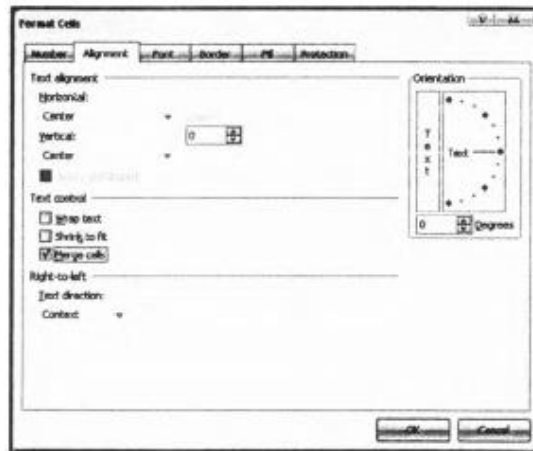 Format Cells
Number Alignment Font Border Fill Protection
Text alignment
Horizontal:
Center
Vertical:
Center
0
Text control
Wrap text
Shrink to fit
Merge cells
Right-to-left
Text direction:
Context
Orientation
Text
Text
0 Degrees
OK Cancel